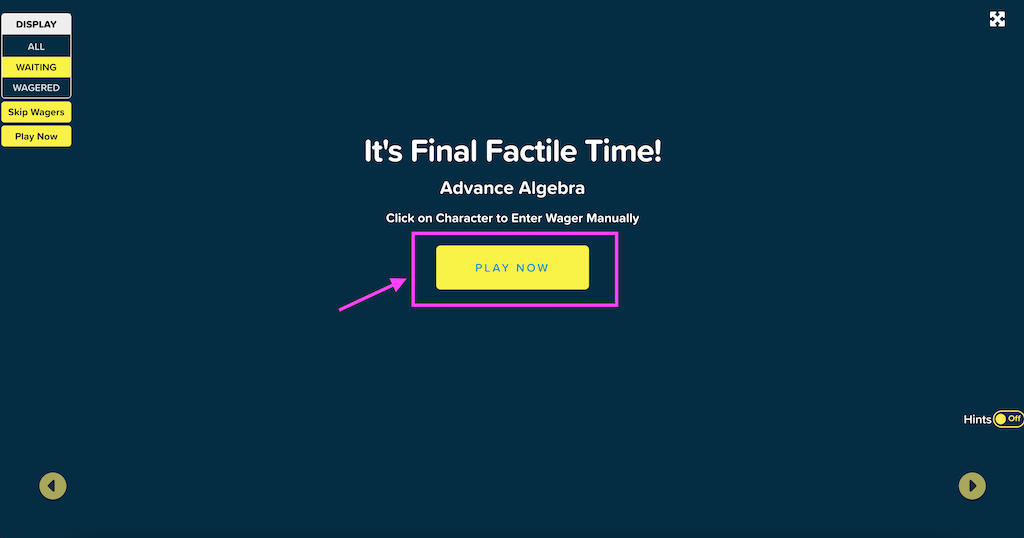 DISPLAY
ALL
WAITING
WAGERED
Skip Wagers
Play Now
It's Final Factile Time!
Advance Algebra
Click on Character to Enter Wager Manually
PLAY NOW
Hints Off